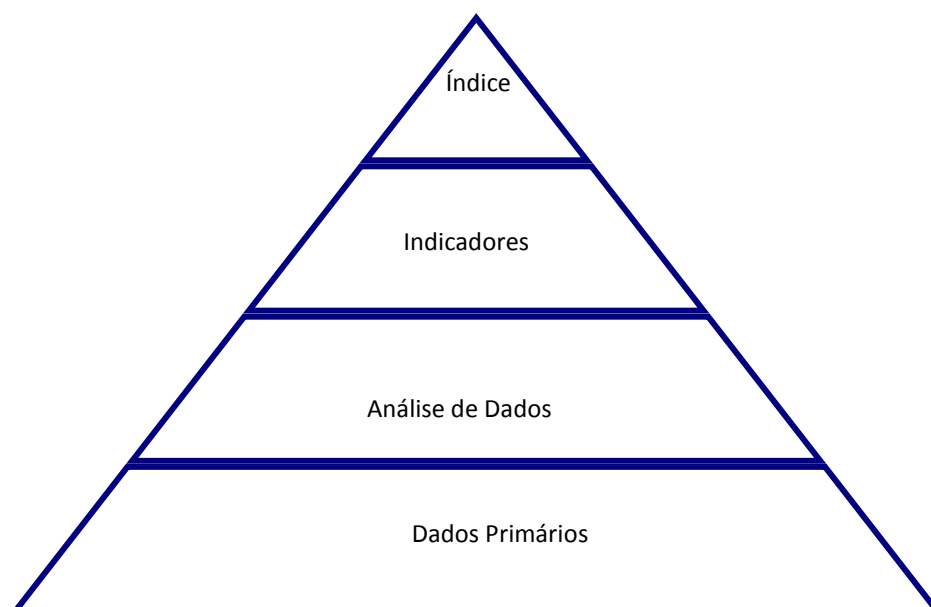 Índice
Indicadores
Análise de Dados
Dados Primários